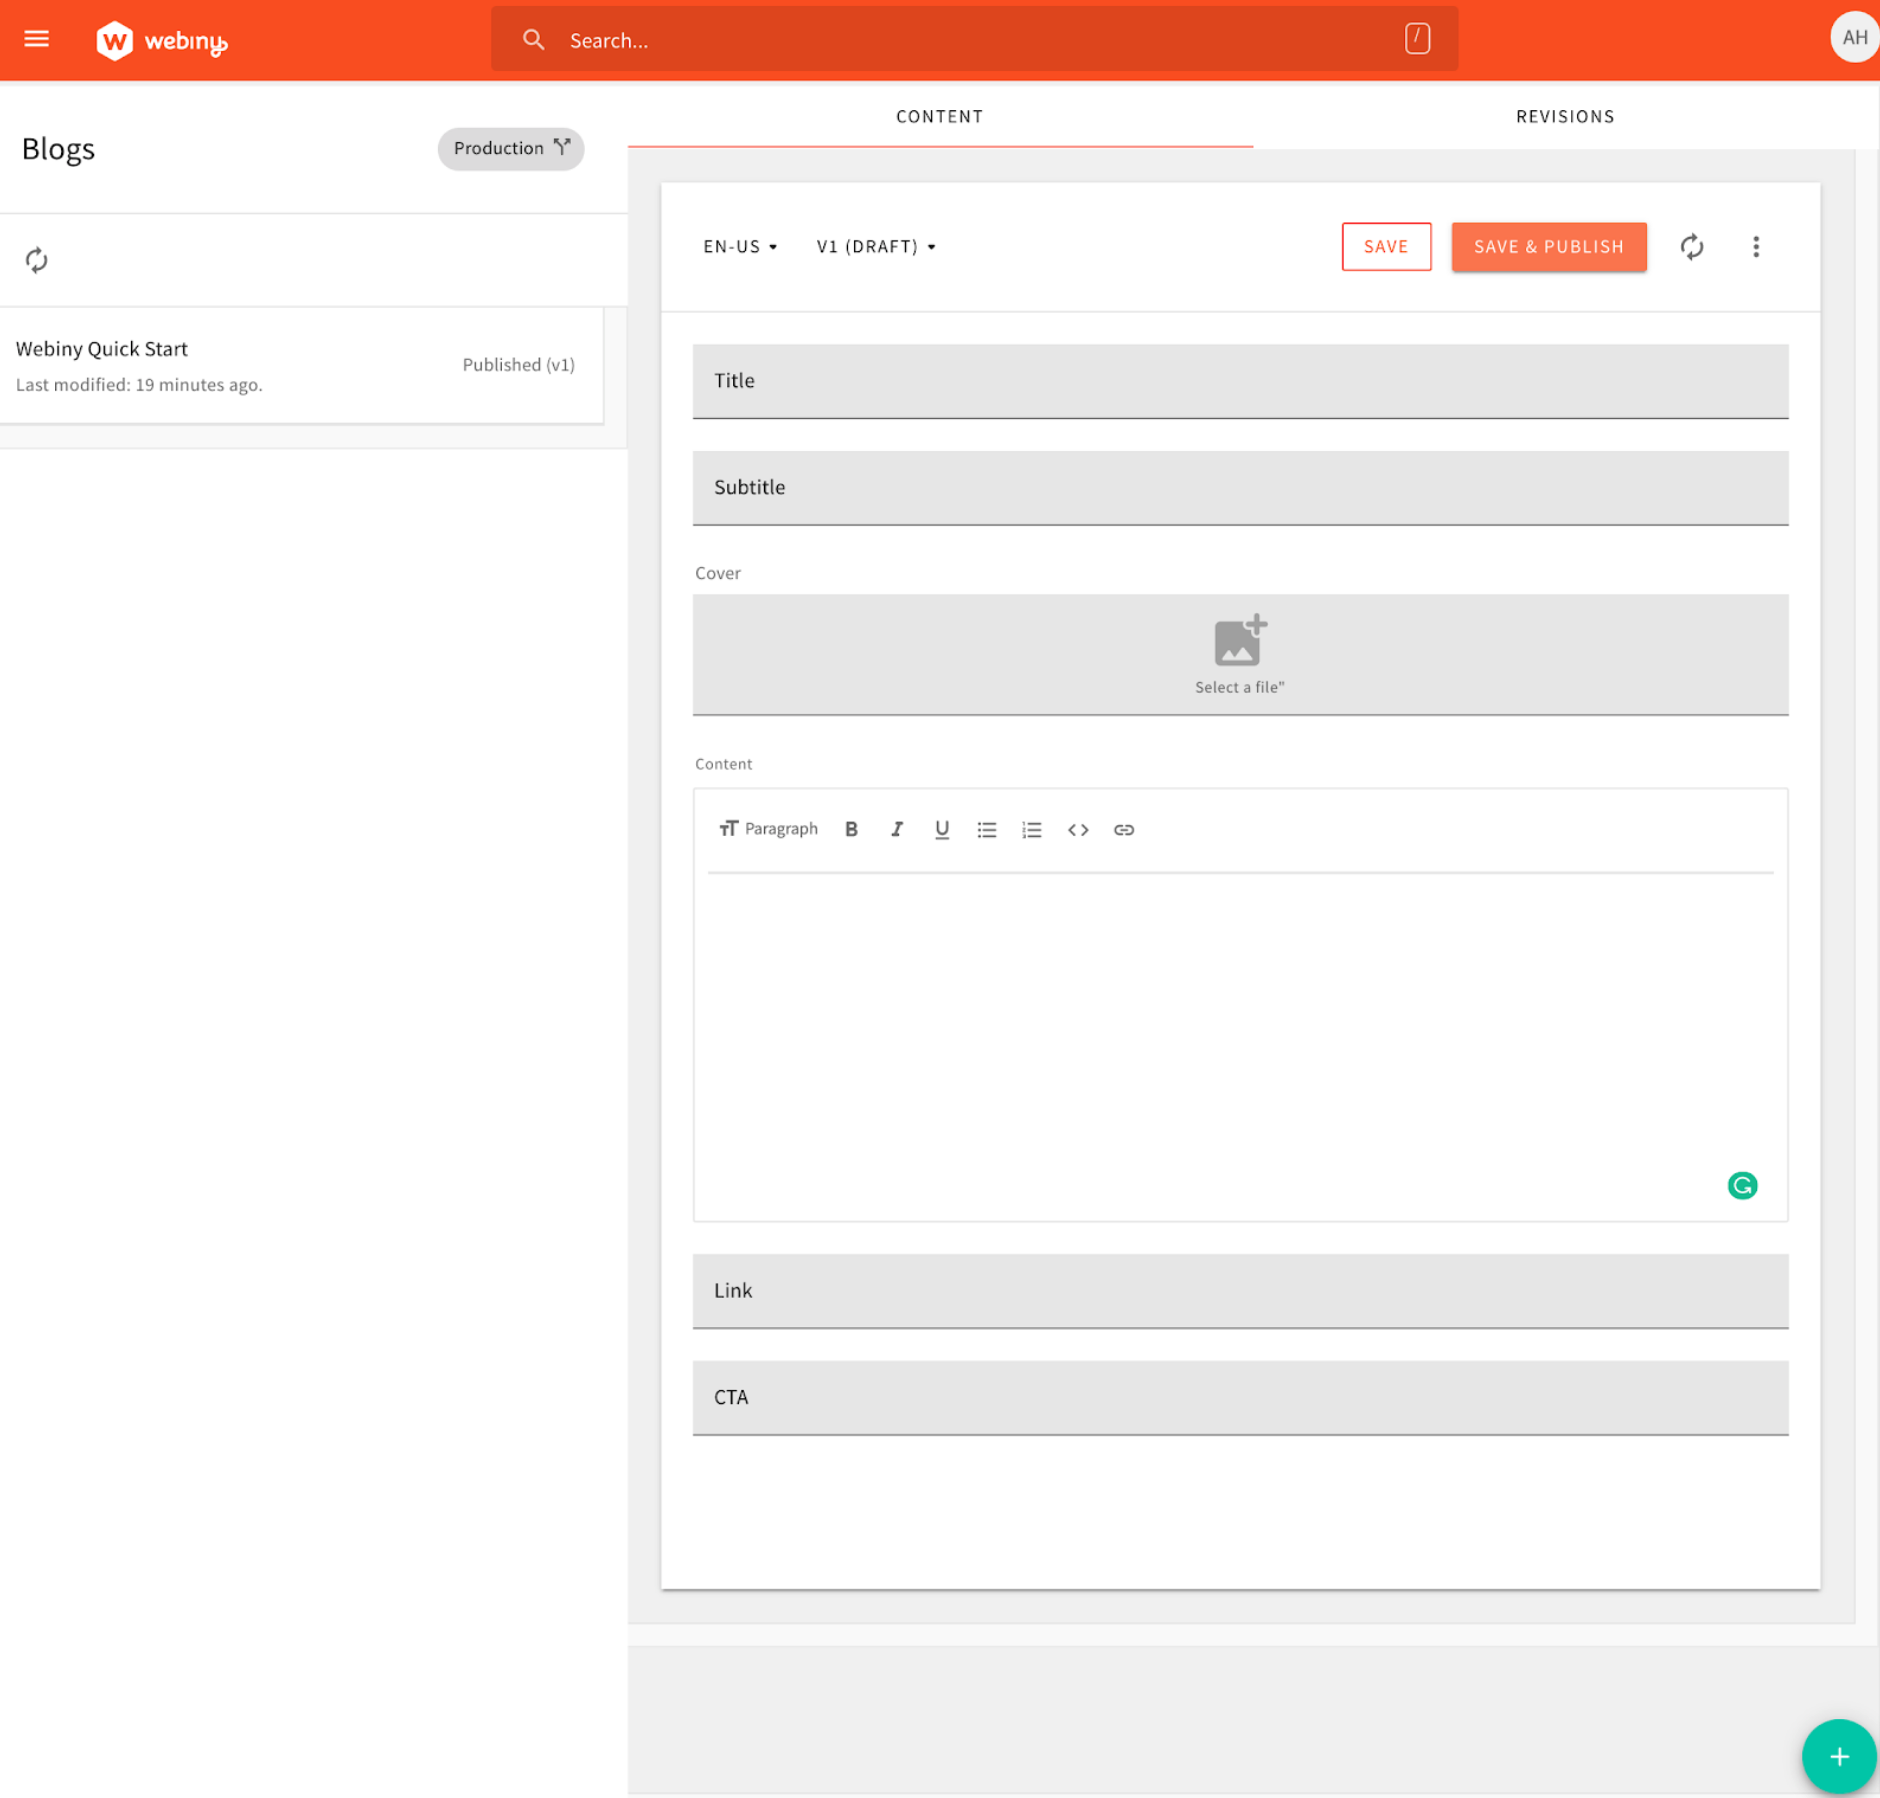 webiny
Search...
/
AH
Blogs
Production
CONTENT
REVISIONS
EN-US
V1 (DRAFT)
SAVE
SAVE & PUBLISH
Webiny Quick Start
Last modified: 19 minutes ago.
Published (v1)
Title
Subtitle
Cover
Select a file"
Content
Paragraph
Link
CTA